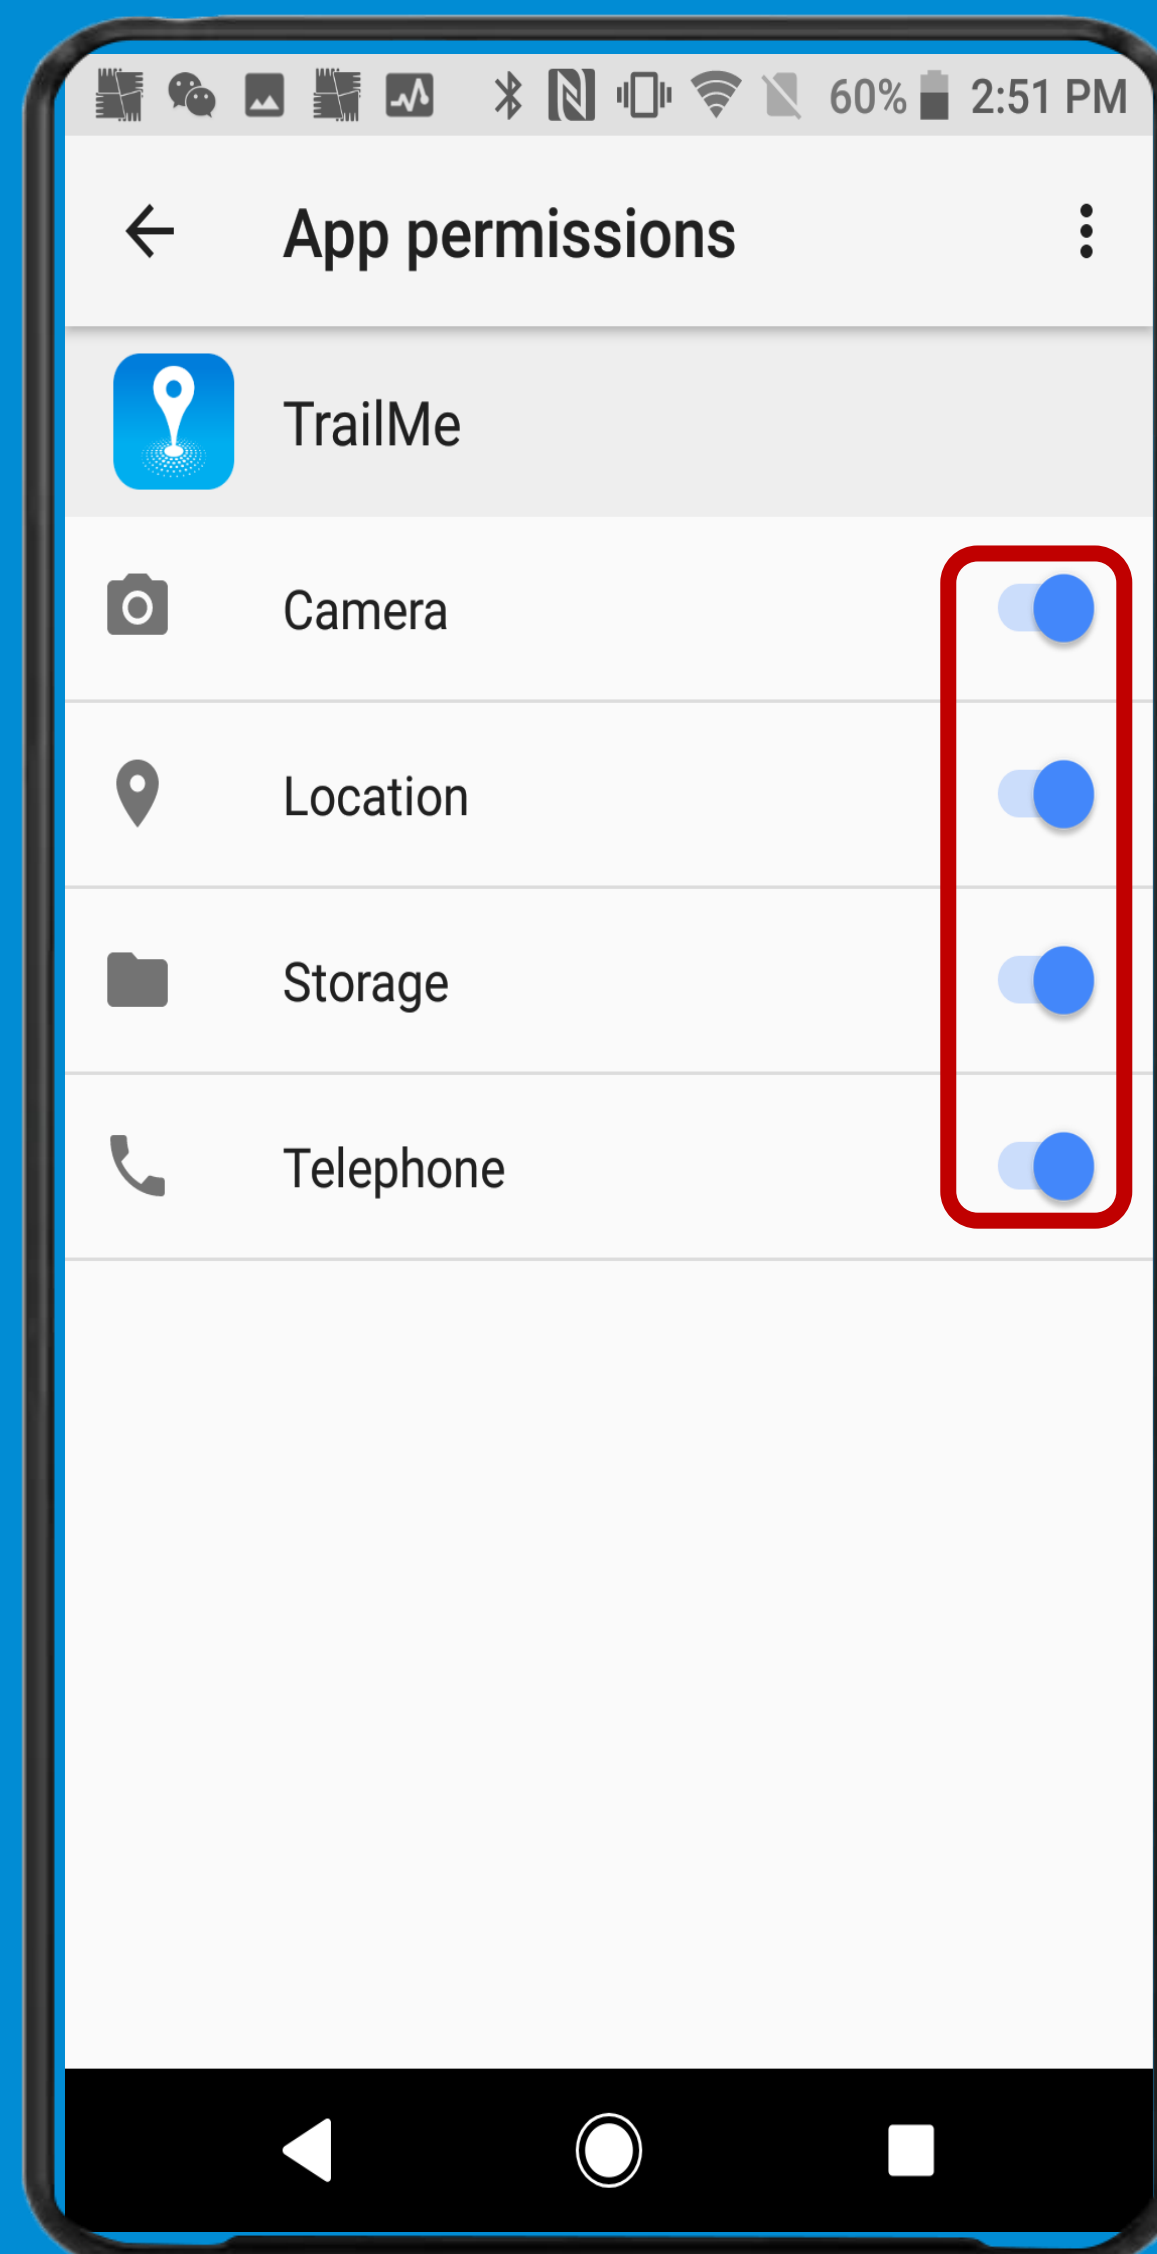 60% 2:51 PM
App permissions
TrailMe
Camera
Location
Storage
Telephone